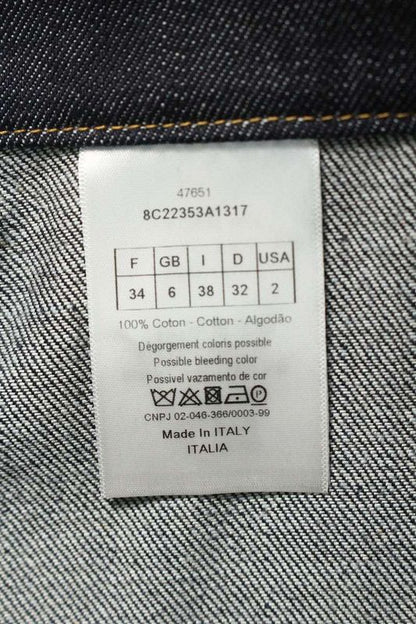 47651
8C22353A1317
F GB I D USA
34 6 38 32 2
100% Coton - Cotton - Algodão
Dégorgement coloris possible
Possible bleeding color
Possivel vazamento de cor
P
CNPJ 02-046-366/0003-99
Made In ITALY
ITALIA